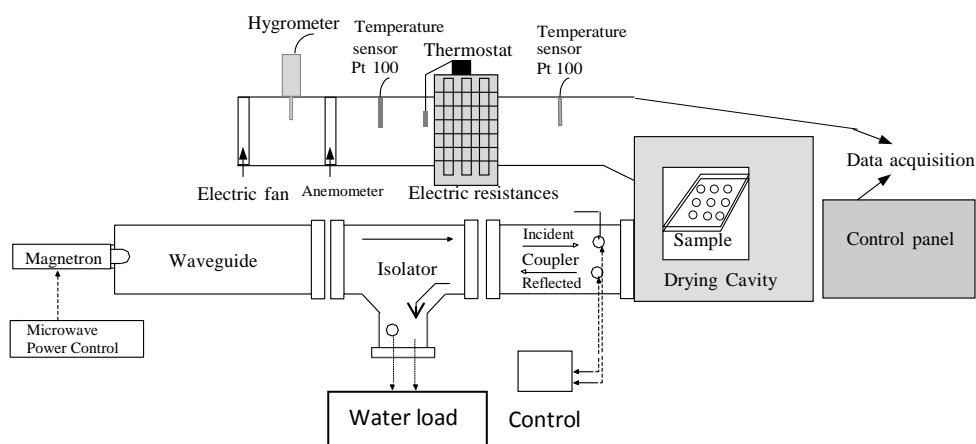 Hygrometer
Temperature
sensor
Pt 100
Thermostat
Temperature
sensor
Pt 100
Data acquisition
Electric fan
Anemometer
Electric resistances
Magnetron
Waveguide
Isolator
Incident
Coupler
Reflected
Sample
Drying Cavity
Control panel
Microwave
Power Control
Water load
Control